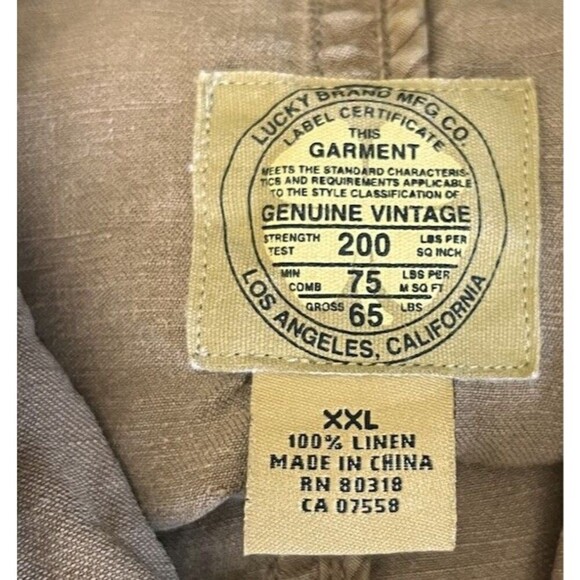 LUCKY BRAND MFG CO.
LABEL CERTIFICATE
THIS
GARMENT
MEETS THE STANDARD CHARACTERIS-
TICS AND REQUIREMENTS APPLICABLE
TO THE STYLE CLASSIFICATION OF
GENUINE VINTAGE
STRENGTH TEST 200 LBS PER SQ INCH
MIN COMB 75 LBS PER M SQ FT
GROSS 65 LBS
LOS ANGELES, CALIFORNIA
XXL
100% LINEN
MADE IN CHINA
RN 80318
CA 07558